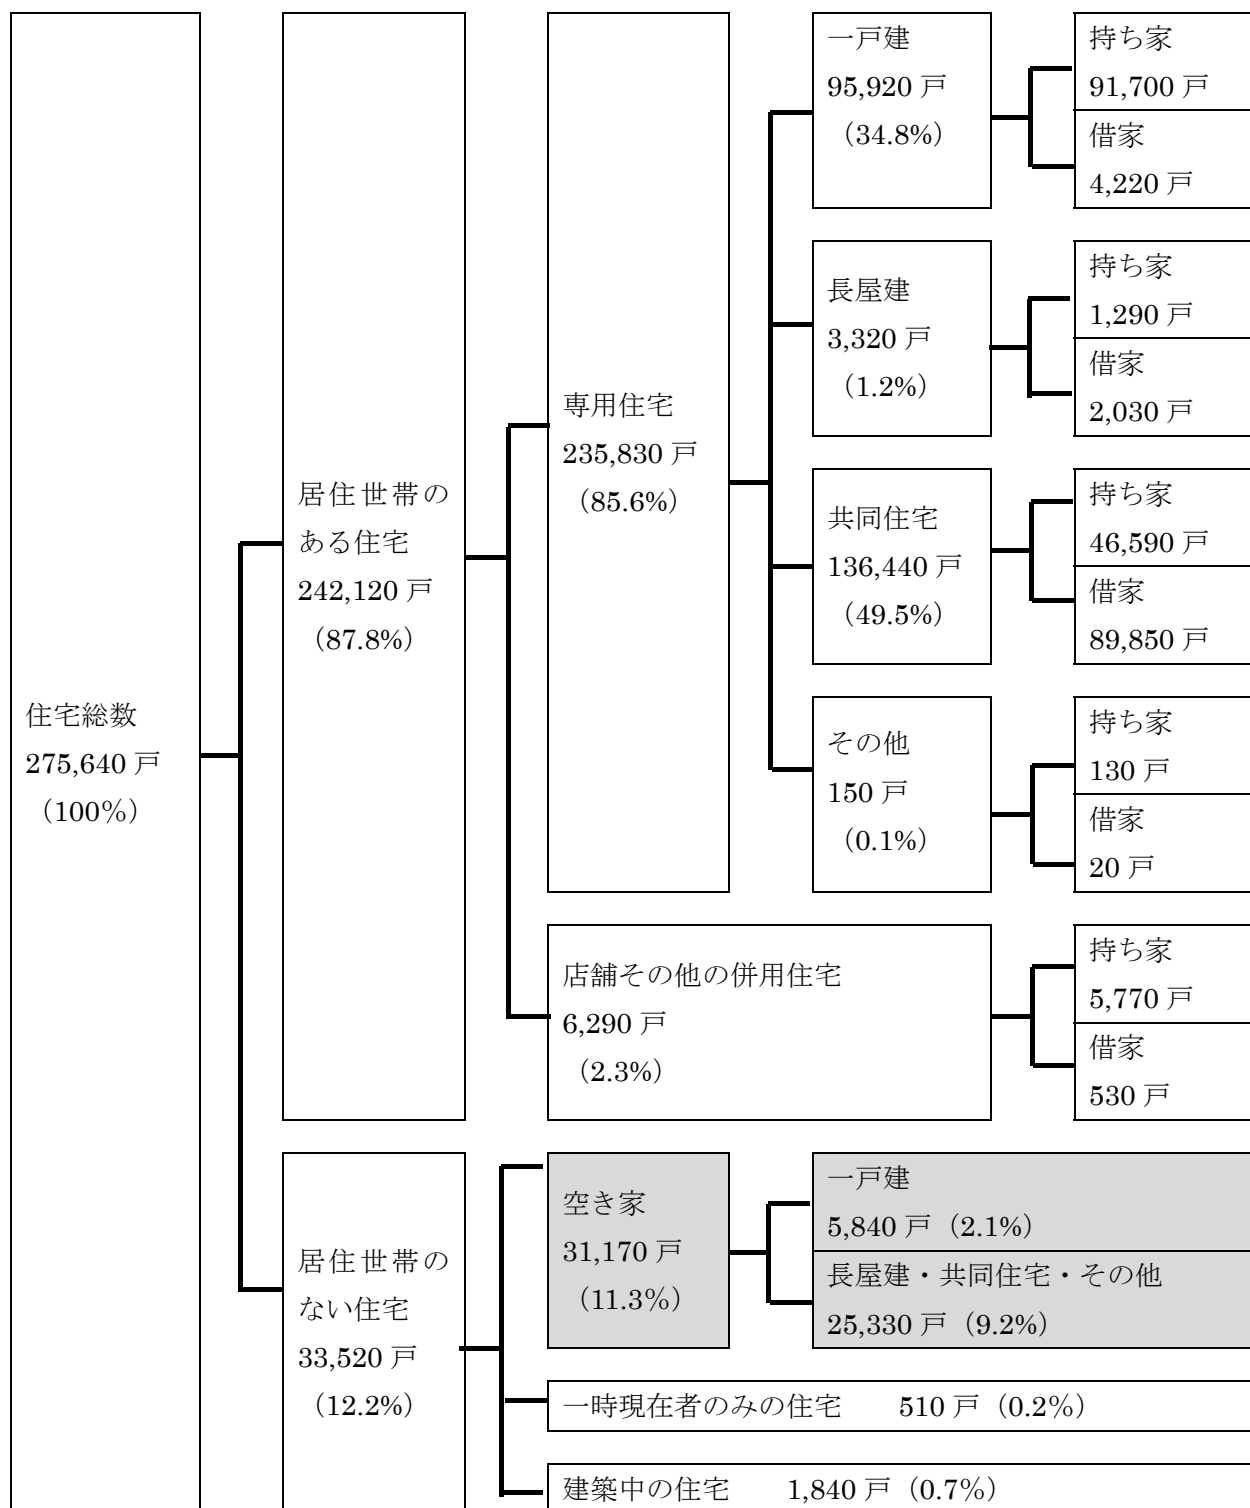 住宅総数
275,640 戸
（100%）
居住世帯の
ある住宅
242,120 戸
（87.8%）
専用住宅
235,830 戸
（85.6%）
一戸建
95,920 戸
（34.8%）
持ち家
91,700 戸
借家
4,220 戸
長屋建
3,320 戸
（1.2%）
持ち家
1,290 戸
借家
2,030 戸
共同住宅
136,440 戸
（49.5%）
持ち家
46,590 戸
借家
89,850 戸
その他
150 戸
（0.1%）
持ち家
130 戸
借家
20 戸
店舗その他の併用住宅
6,290 戸
（2.3%）
持ち家
5,770 戸
借家
530 戸
居住世帯の
ない住宅
33,520 戸
（12.2%）
空き家
31,170 戸
（11.3%）
一戸建
5,840 戸（2.1%）
長屋建・共同住宅・その他
25,330 戸（9.2%）
一時現在者のみの住宅　　510 戸（0.2%）
建築中の住宅　　1,840 戸（0.7%）